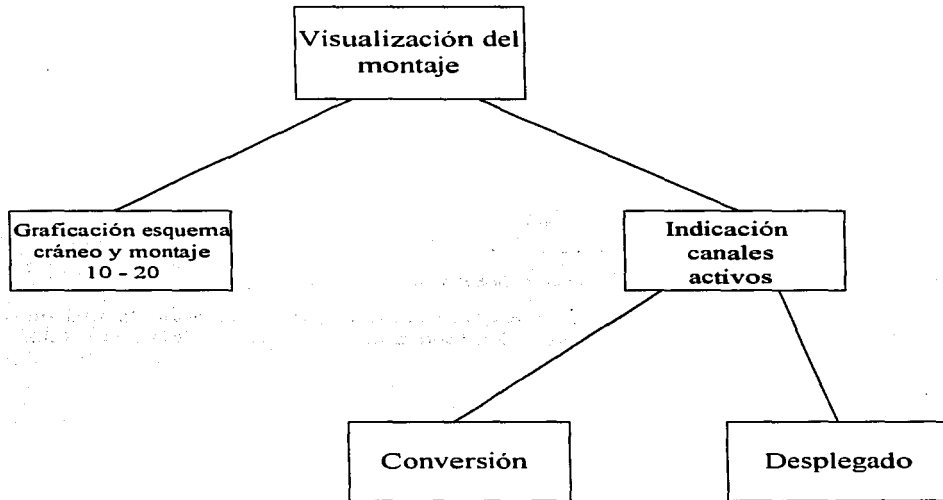 Visualización del
montaje
Graficación esquema
cráneo y montaje
10 - 20
Indicación
canales
activos
Conversión
Desplegado